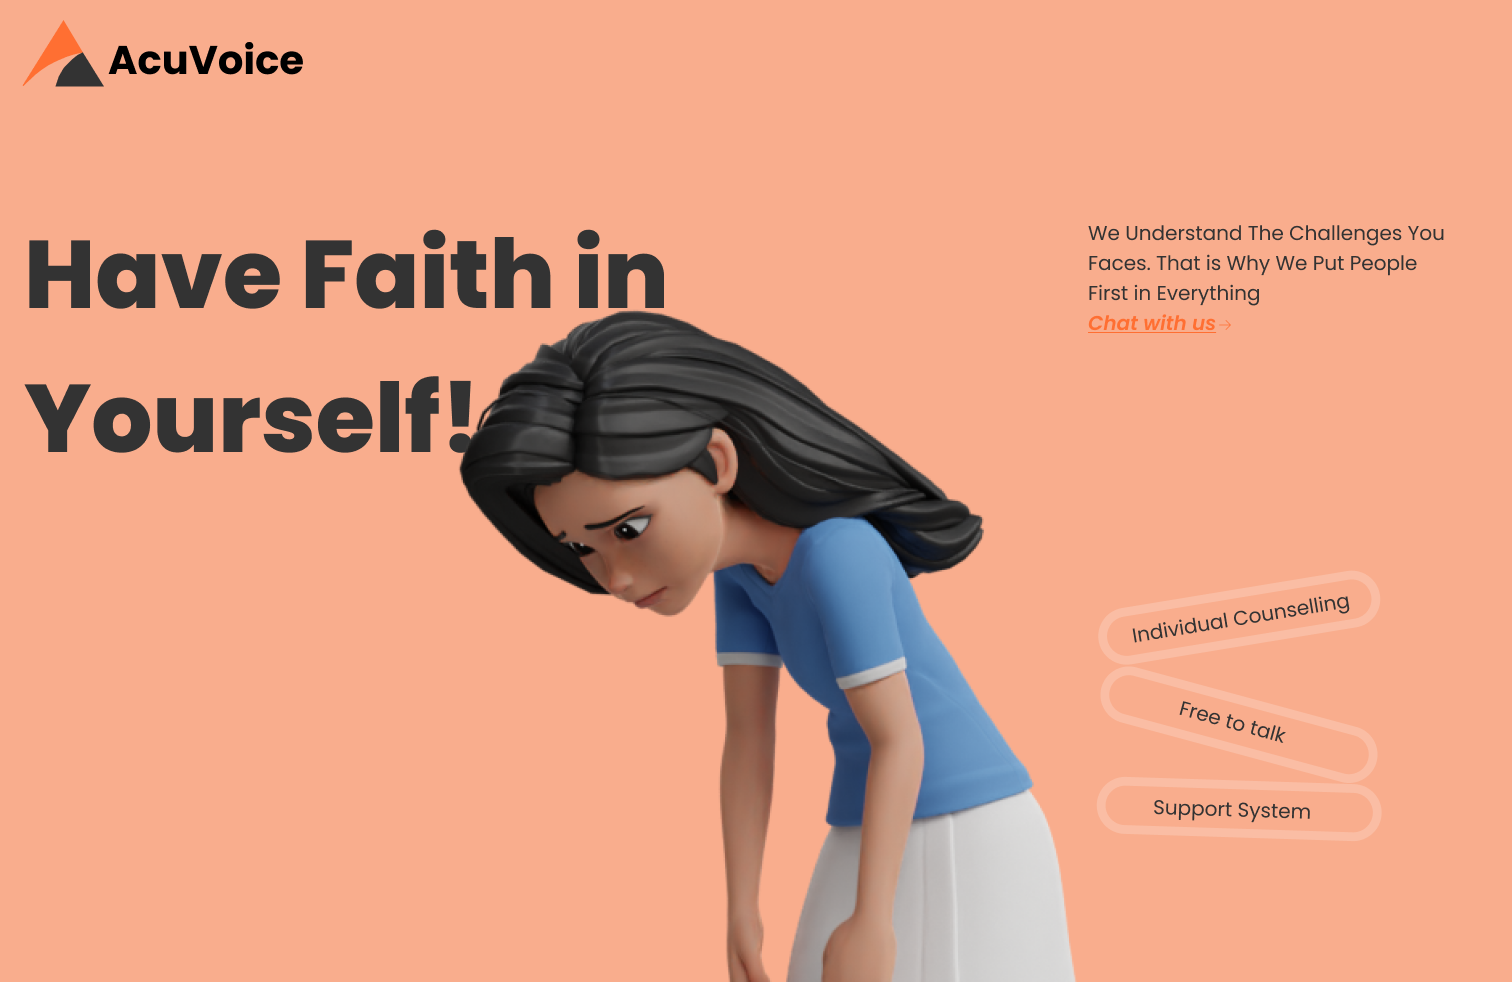 AcuVoice
Have Faith in
Yourself!
We Understand The Challenges You
Faces. That is Why We Put People
First in Everything
Chat with us→
Individual Counselling
Free to talk
Support System